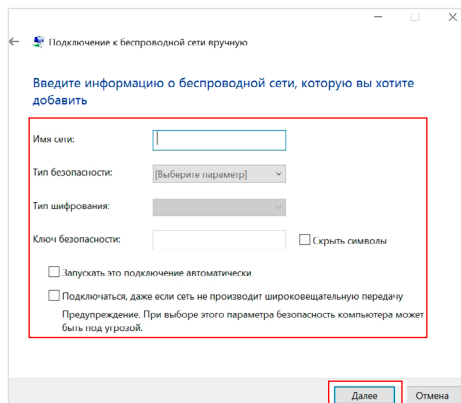 Подключение к беспроводной сети вручную
Введите информацию о беспроводной сети, которую вы хотите
добавить
Имя сети:
Тип безопасности: [Выберите параметр]
Тип шифрования:
Ключ безопасности: Скрыть символы
Запускать это подключение автоматически
Подключаться, даже если сеть не производит широковещательную передачу
Предупреждение. При выборе этого параметра безопасность компьютера может
быть под угрозой.
Далее Отмена